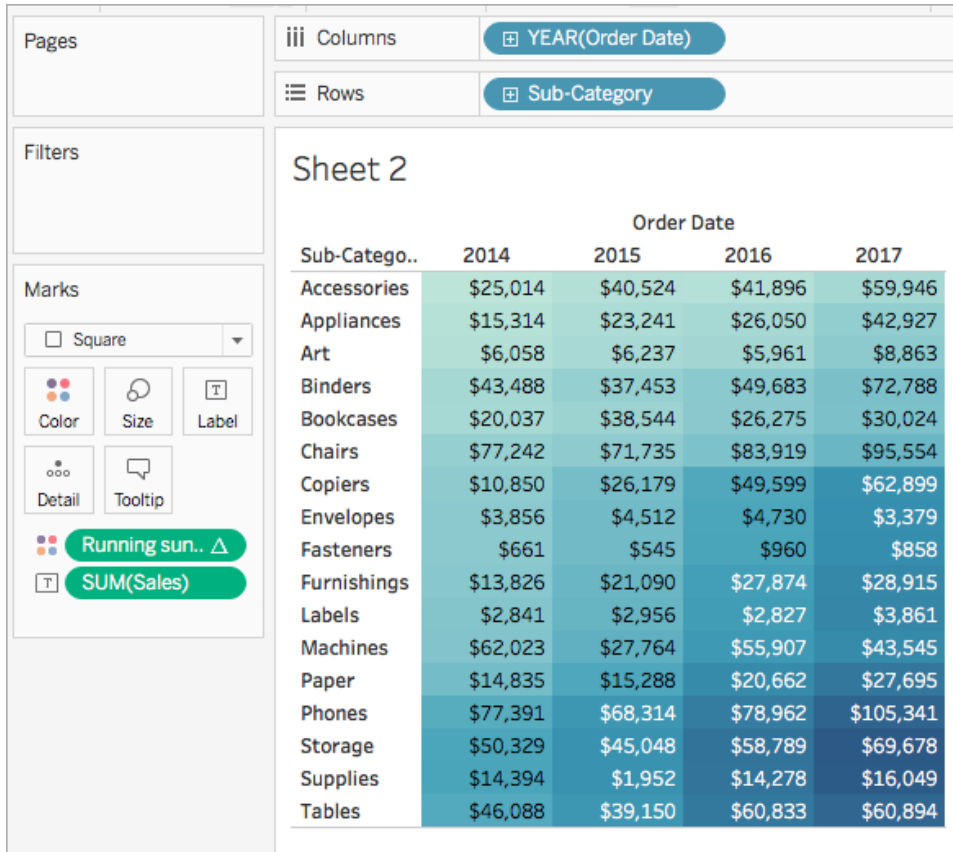 Pages
Columns
YEAR(Order Date)
Rows
Sub-Category
Filters
Marks
Square
Color
Size
T
Label
Detail
Tooltip
Running sun..
T
SUM(Sales)
Sheet 2
Order Date
Sub-Catego.. 2014 2015 2016 2017
Accessories $25,014 $40,524 $41,896 $59,946
Appliances $15,314 $23,241 $26,050 $42,927
Art $6,058 $6,237 $5,961 $8,863
Binders $43,488 $37,453 $49,683 $72,788
Bookcases $20,037 $38,544 $26,275 $30,024
Chairs $77,242 $71,735 $83,919 $95,554
Copiers $10,850 $26,179 $49,599 $62,899
Envelopes $3,856 $4,512 $4,730 $3,379
Fasteners $661 $545 $960 $858
Furnishings $13,826 $21,090 $27,874 $28,915
Labels $2,841 $2,956 $2,827 $3,861
Machines $62,023 $27,764 $55,907 $43,545
Paper $14,835 $15,288 $20,662 $27,695
Phones $77,391 $68,314 $78,962 $105,341
Storage $50,329 $45,048 $58,789 $69,678
Supplies $14,394 $1,952 $14,278 $16,049
Tables $46,088 $39,150 $60,833 $60,894